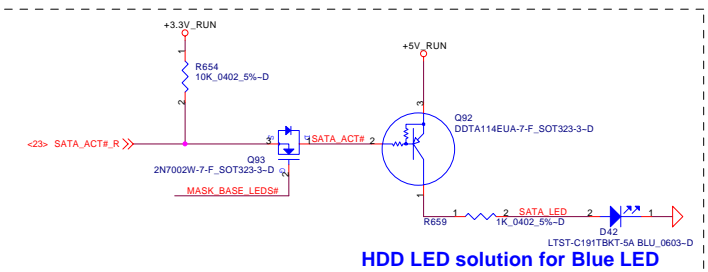 +3.3V_RUN
+5V_RUN
1
R654
10K_0402_5%~D
2
3
Q92
DDTA114EUA-7-F_SOT323-3~D
<23> SATA_ACT#_R
3
S
D
1
SATA_ACT#
2
Q93
2N7002W-7-F_SOT323-3~D
G
2
MASK_BASE_LEDS#
1
R659
1
2
1K_0402_5%~D
SATA_LED
2
1
D42
LTST-C191TBKT-5A BLU_0603~D
HDD LED solution for Blue LED